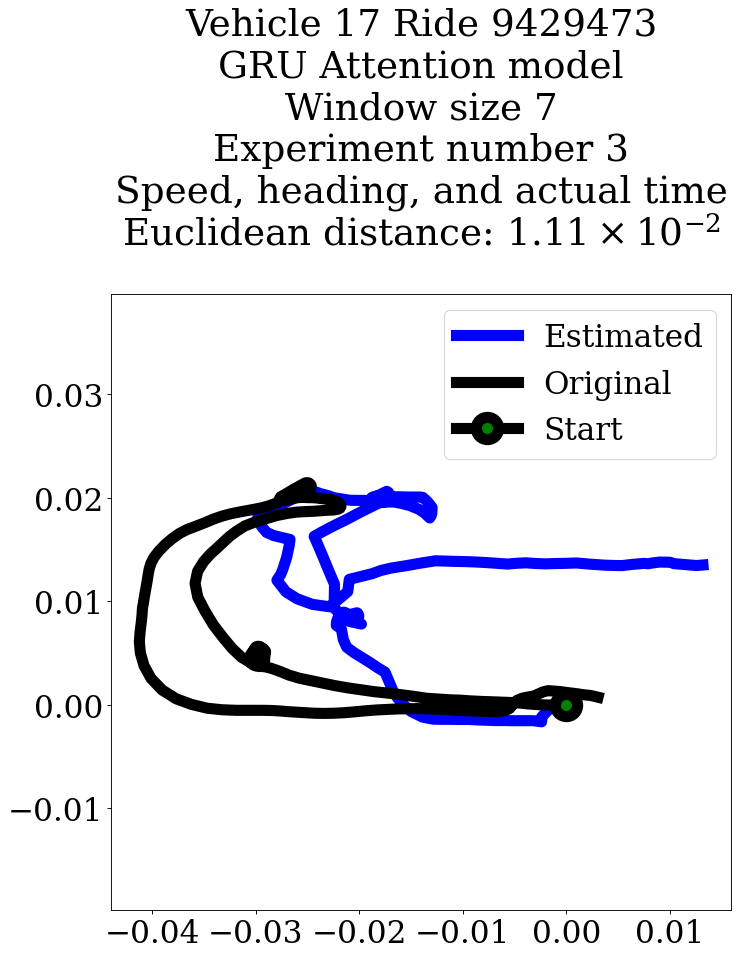 Vehicle 17 Ride 9429473
GRU Attention model
Window size 7
Experiment number 3
Speed, heading, and actual time
Euclidean distance: 1.11 × 10⁻²
Estimated
Original
Start
0.03
0.02
0.01
0.00
−0.01
−0.04 −0.03 −0.02 −0.01 0.00 0.01